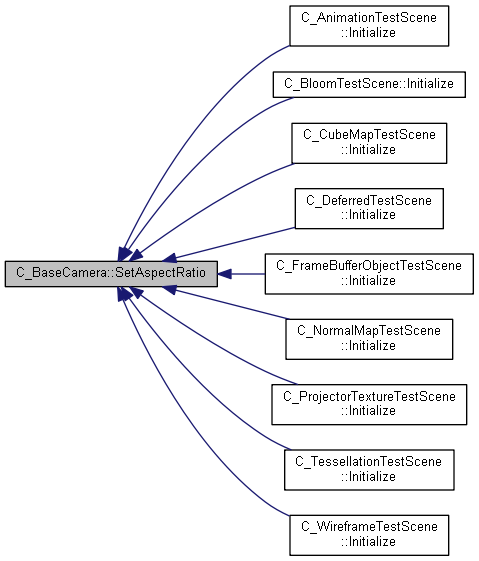 C_AnimationTestScene
::Initialize
C_BloomTestScene::Initialize
C_CubeMapTestScene
::Initialize
C_DeferredTestScene
::Initialize
C_BaseCamera::SetAspectRatio
C_FrameBufferObjectTestScene
::Initialize
C_NormalMapTestScene
::Initialize
C_ProjectorTextureTestScene
::Initialize
C_TessellationTestScene
::Initialize
C_WireframeTestScene
::Initialize